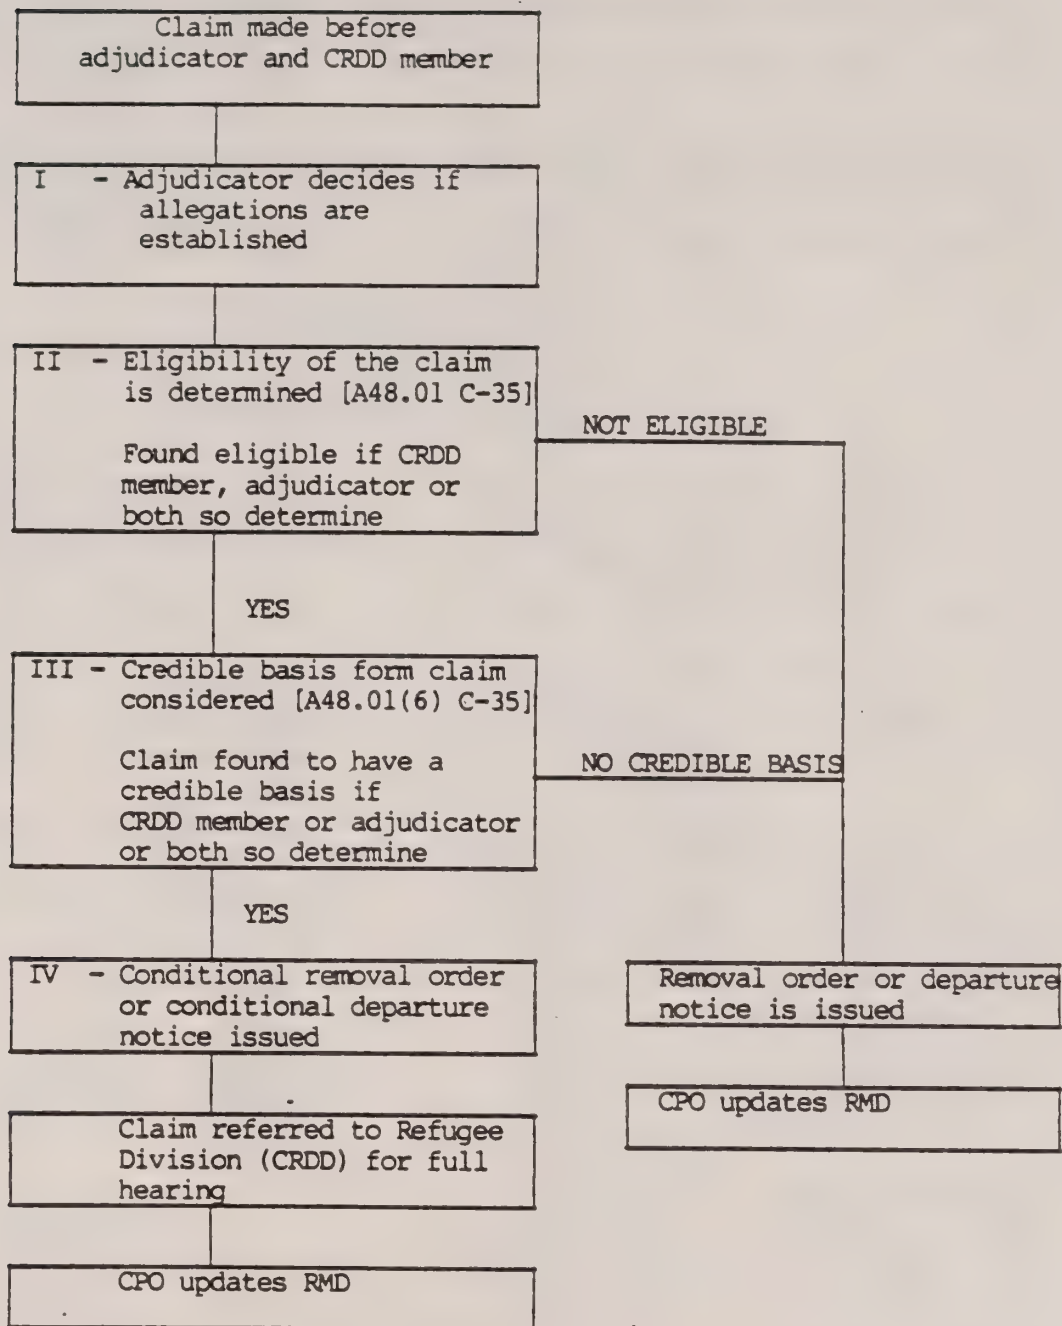 Claim made before
adjudicator and CRDD member
I - Adjudicator decides if
allegations are
established
II - Eligibility of the claim
is determined [A48.01 C-35]
Found eligible if CRDD
member, adjudicator or
both so determine
NOT ELIGIBLE
YES
III - Credible basis form claim
considered [A48.01(6) C-35]
Claim found to have a
credible basis if
CRDD member or adjudicator
or both so determine
NO CREDIBLE BASIS
YES
IV - Conditional removal order
or conditional departure
notice issued
Removal order or departure
notice is issued
CPO updates RMD
Claim referred to Refugee
Division (CRDD) for full
hearing
CPO updates RMD